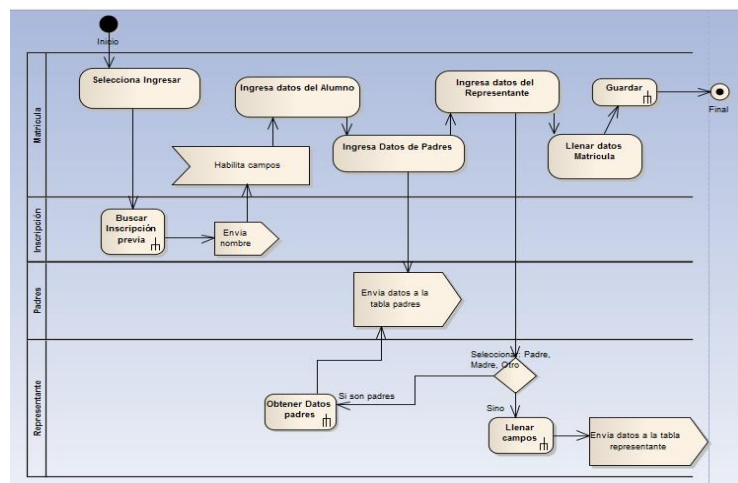 Inicio
Matricula
Selecciona Ingresar
Ingresa datos del Alumno
Ingresa datos del
Representante
Guardar
Final
Ingresa Datos de Padres
Llenar datos
Matricula
Habilita campos
Inscripción
Buscar
Inscripción
previa
Envia
nombre
Padres
Envia datos a la
tabla padres
Representante
Seleccionar: Padre,
Madre, Otro
Si son padres
Obtener Datos
padres
Sino
Llenar
campos
Envia datos a la tabla
representante